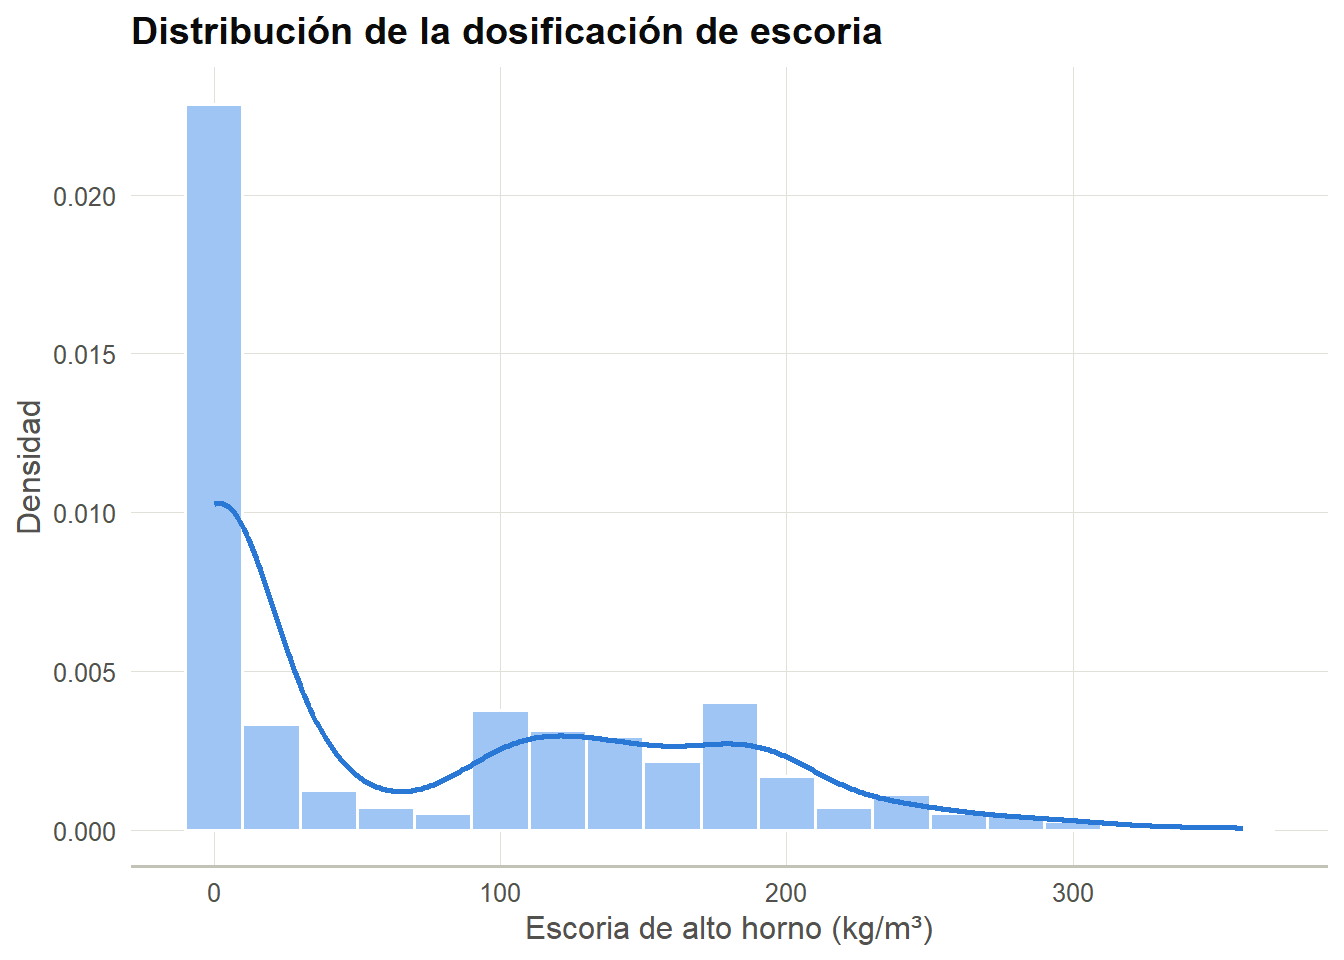 Distribución de la dosificación de escoria
Densidad
0.020
0.015
0.010
0.005
0.000
0 100 200 300
Escoria de alto horno (kg/m³)